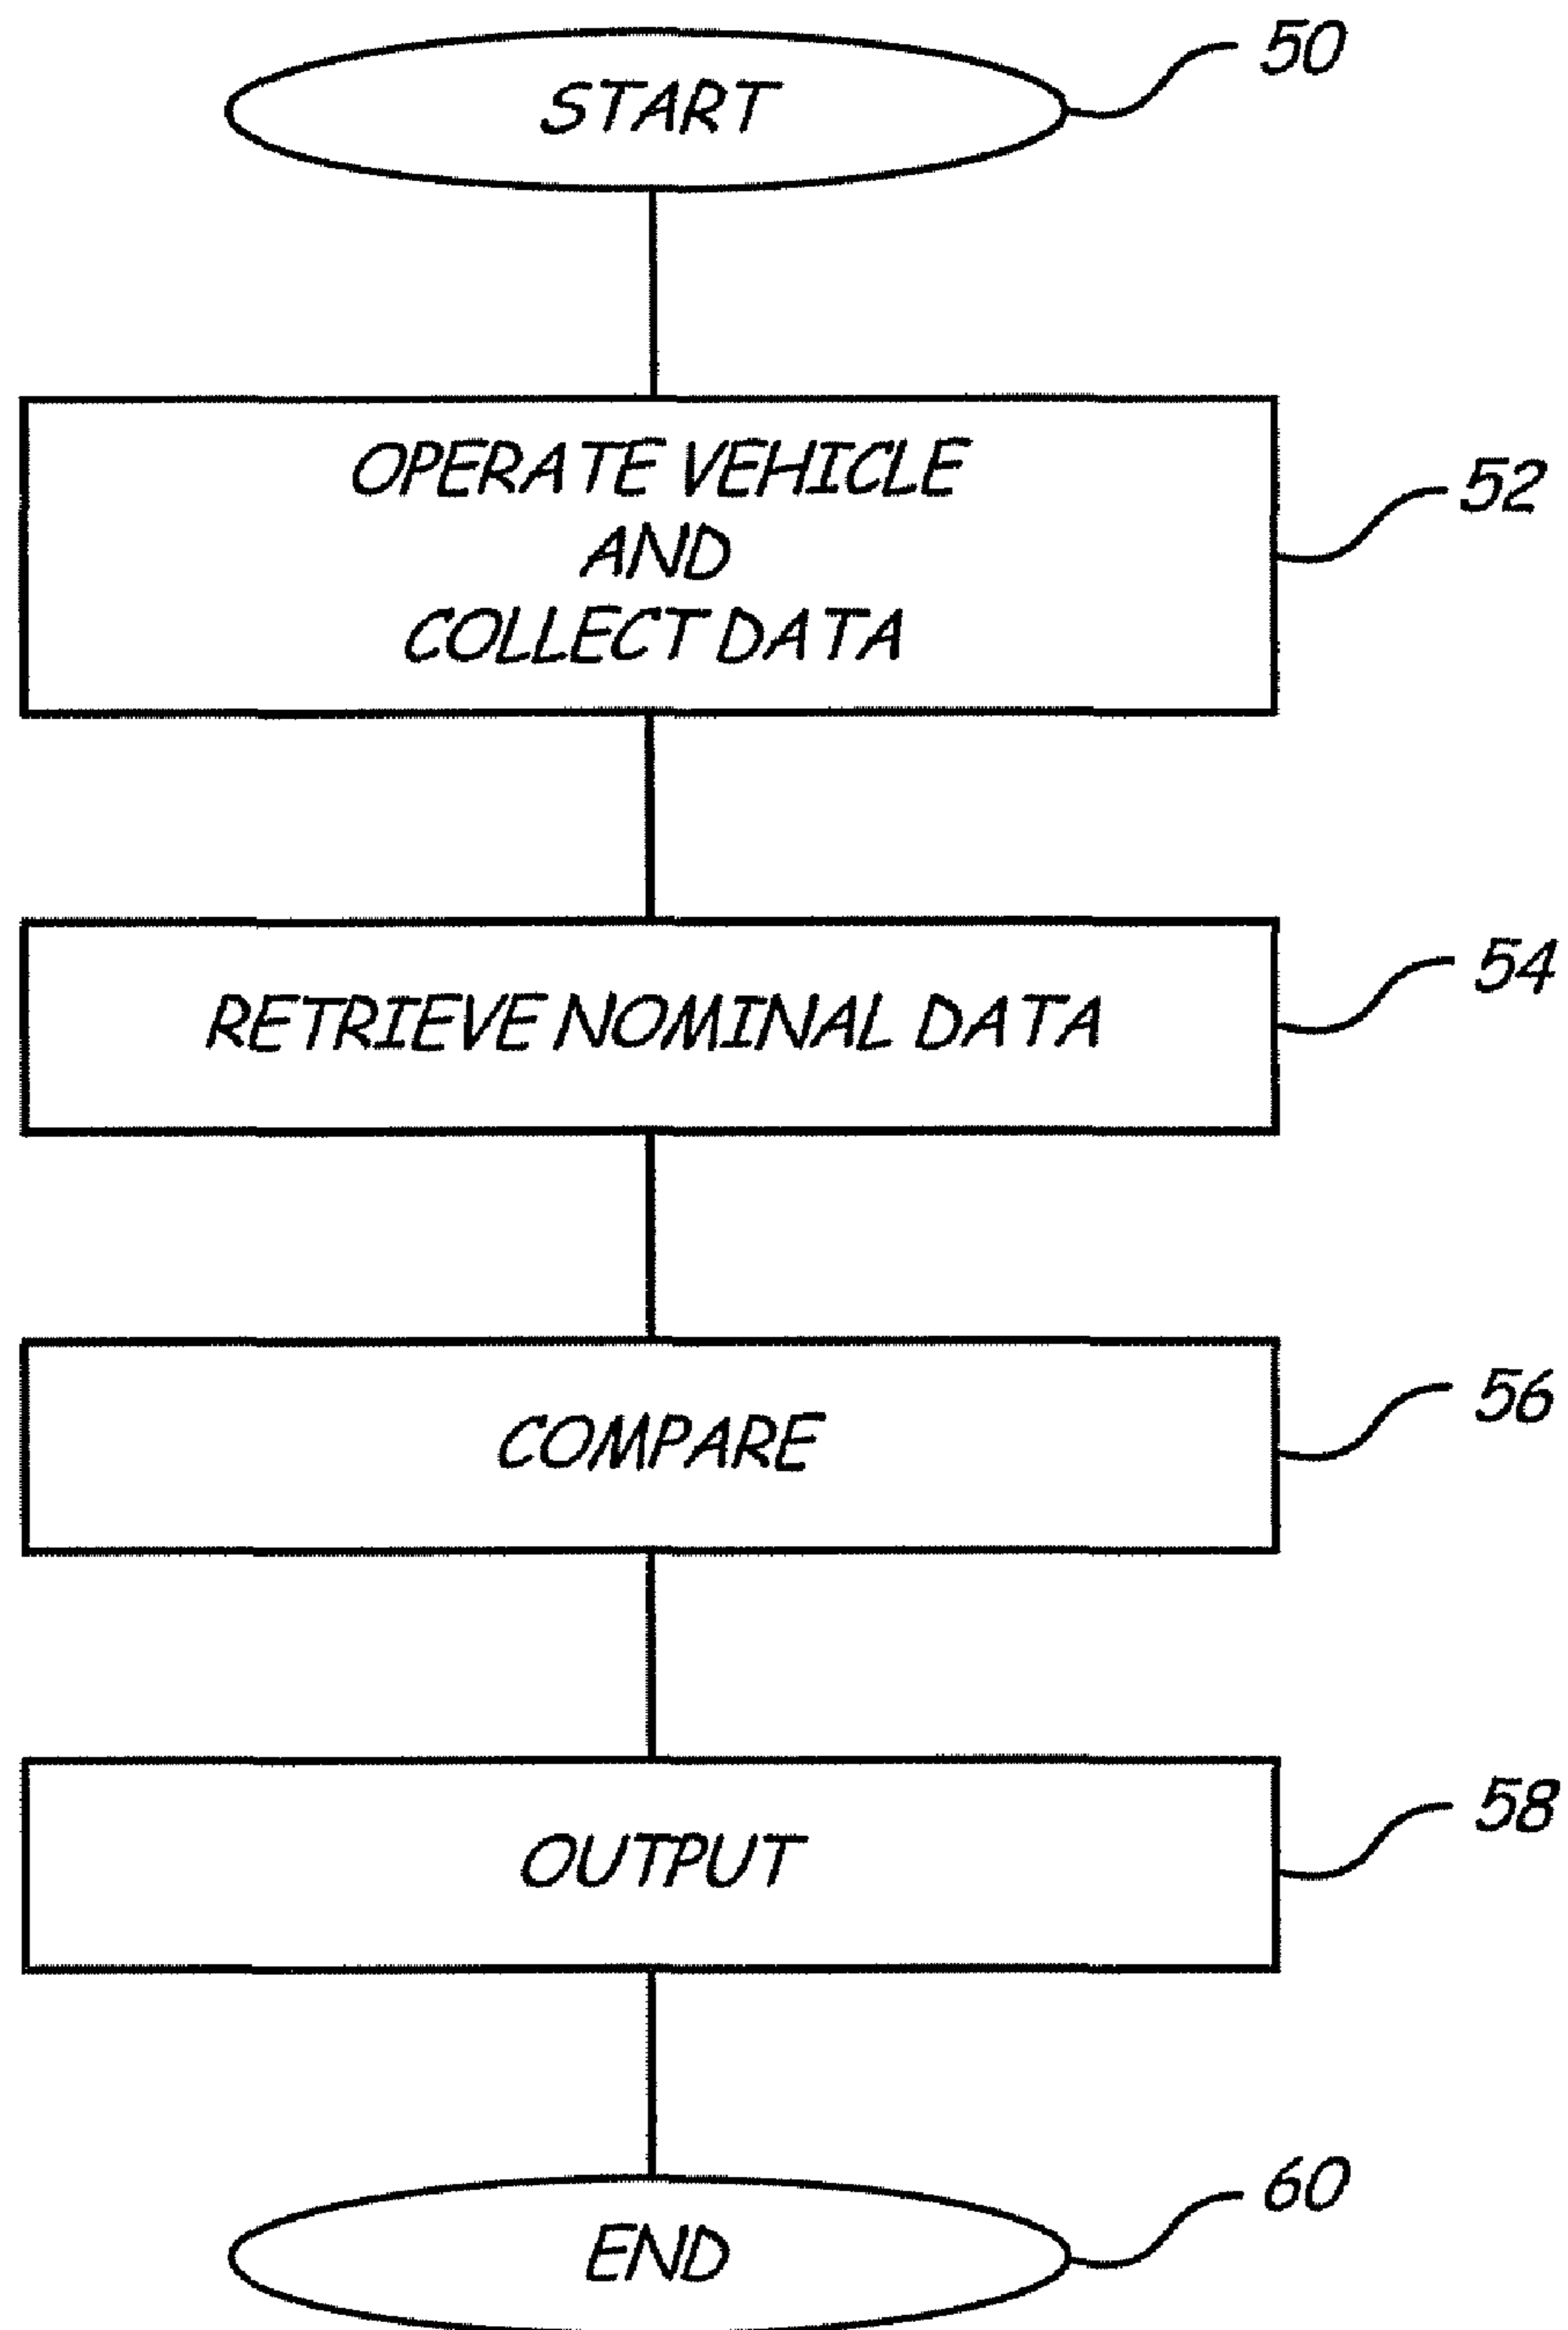 START
50
OPERATE VEHICLE
AND
COLLECT DATA
52
RETRIEVE NOMINAL DATA
54
COMPARE
56
OUTPUT
58
END
60